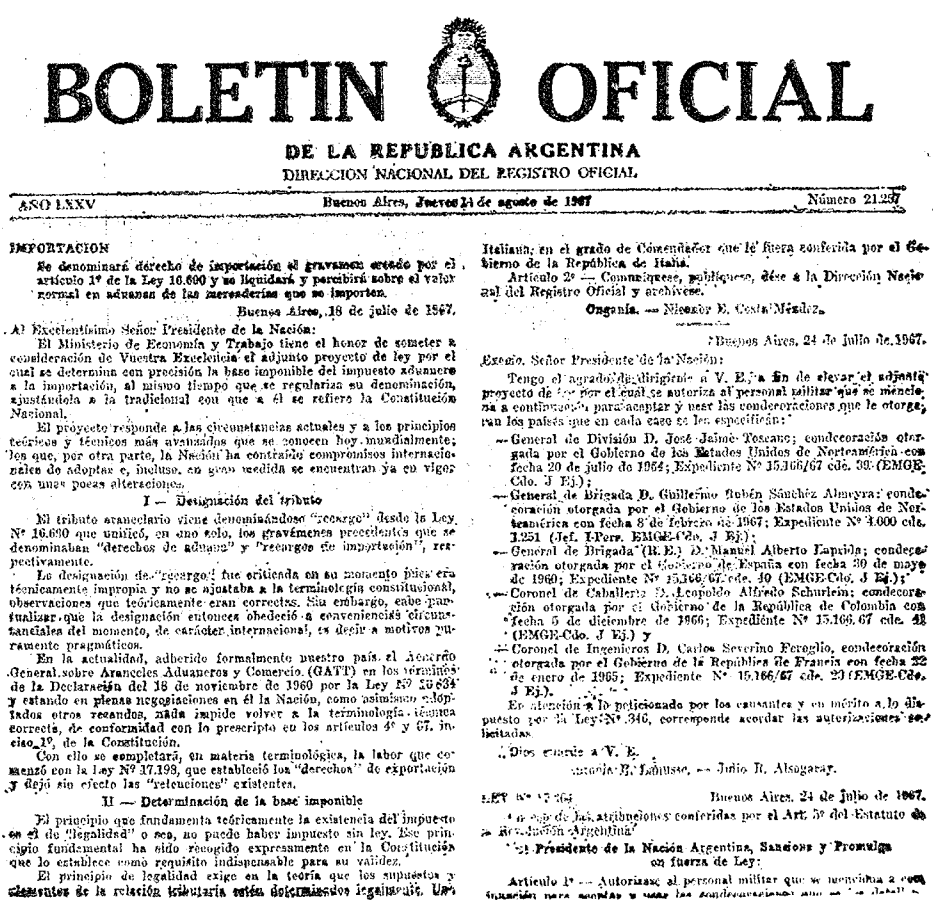 BOLETIN OFICIAL
DE LA REPUBLICA ARGENTINA
DIRECCION NACIONAL DEL REGISTRO OFICIAL
AÑO LXXV
Buenos Aires, Jueves de agosto de 1967
Número
IMPORTACION
Se denominará derecho de importación el gravamen creado por el
artículo 1º de la Ley 16.690 y se liquidará y percibirá sobre el valor
normal en aduanas de las mercaderías que se importen.
Buenos Aires, 18 de julio de 1967.
Al Excelentísimo Señor Presidente de la Nación:
El Ministerio de Economía y Trabajo tiene el honor de someter a
consideración de Vuestra Excelencia el adjunto proyecto de ley por el
cual se determina con precisión la base imponible del impuesto aduanero
a la importación, al mismo tiempo que se regulariza su denominación,
ajustándola a la tradicional con que a él se refiere la Constitución
Nacional.
El proyecto responde a las circunstancias actuales y a los principios
teóricos y técnicos más avanzados que se conocen hoy mundialmente;
los que, por otra parte, la Nación ha contraído compromisos internacio-
nales de adoptar e, incluso, en gran medida se encuentran ya en vigor
con unas pocas alteraciones.
I — Designación del tributo
El tributo arancelario viene denominándose "recargo" desde la Ley
Nº 16.690 que unificó, en uno solo, los gravámenes precedentes que se
denominaban "derechos de aduana" y "recargos de importación", res-
pectivamente.
La designación de "recargo" fue criticada en su momento pues era
técnicamente impropia y no se ajustaba a la terminología constitucional,
observaciones que teóricamente eran correctas. Sin embargo, cabe pun-
tualizar que la designación entonces obedeció a conveniencias circuns-
tanciales del momento, de carácter internacional, es decir a motivos pu-
ramente pragmáticos.
En la actualidad, adherido formalmente nuestro país al Acuerdo
General sobre Aranceles Aduaneros y Comercio (GATT) en los términos
de la Declaración del 18 de noviembre de 1960 por la Ley Nº
y estando en plenas negociaciones en él la Nación, como asimismo adop-
tados otros recaudos, nada impide volver a la terminología técnica
correcta, de conformidad con lo prescripto en los artículos 4º y 67, in-
ciso 1º, de la Constitución.
Con ello se completará, en materia terminológica, la labor que co-
menzó con la Ley Nº 17.198, que estableció los "derechos" de exportación
y dejó sin efecto las "retenciones" existentes.
II — Determinación de la base imponible
El principio que fundamenta teóricamente la existencia del impuesto
es el de "legalidad" o sea, no puede haber impuesto sin ley. Ese prin-
cipio fundamental ha sido recogido expresamente en la Constitución
que lo establece como requisito indispensable para su validez.
El principio de legalidad exige en la teoría que los supuestos y
elementos de la relación tributaria estén determinados legalmente.
Italiana, en el grado de Comendador que le fuera conferida por el Go-
bierno de la República de Italia.
Artículo 2º — Comuníquese, publíquese, dése a la Dirección Nacio-
nal del Registro Oficial y archívese.
Onganía. — Nicanor E. Costa Méndez.
Buenos Aires, 24 de julio de 1967.
Excmo. Señor Presidente de la Nación:
Tengo el agrado de dirigirme a V. E. a fin de elevar el adjunto
proyecto de ley por el cual se autoriza al personal militar que se mencio-
na a continuación para aceptar y usar las condecoraciones que le otorga-
ran los países que en cada caso se les especifican:
— General de División D. José Jaime Toscano; condecoración otor-
gada por el Gobierno de los Estados Unidos de Norteamérica con
fecha 20 de julio de 1964; Expediente Nº 15.166/67 cde. (EMGE-
Cdo. J Ej.);
— General de Brigada D. Guillermo Rubén Sánchez Almeyra; conde-
coración otorgada por el Gobierno de los Estados Unidos de Nor-
teamérica con fecha 8 de febrero de 1967; Expediente Nº cde.
(Jef. I-Pers. EMGE-Cdo. J Ej.);
— General de Brigada (R.E.) D. Manuel Alberto Laprida; condeco-
ración otorgada por el Gobierno de España con fecha 30 de mayo
de 1960; Expediente Nº 15.166/67 cde. (EMGE-Cdo. J Ej.);
— Coronel de Caballería D. Leopoldo Alfredo Schurlein; condecora-
ción otorgada por el Gobierno de la República de Colombia con
fecha 5 de diciembre de 1966; Expediente Nº 15.166/67 cde.
(EMGE-Cdo. J Ej.) y
— Coronel de Ingenieros D. Carlos Severino Feroglio, condecoración
otorgada por el Gobierno de la República de Francia con fecha 22
de enero de 1965; Expediente Nº 15.166/67 cde. (EMGE-Cdo.
J Ej.).
En atención a lo peticionado por los causantes y en mérito a lo dis-
puesto por la Ley Nº 346, corresponde acordar las autorizaciones so-
licitadas.
Dios guarde a V. E.
Lanusse. — Julio R. Alsogaray.
LEY Nº
Buenos Aires, 24 de julio de 1967.
En uso de las atribuciones conferidas por el Art. 5º del Estatuto de
la Revolución Argentina
El Presidente de la Nación Argentina, Sanciona y Promulga
con fuerza de Ley:
Artículo 1º — Autorízase al personal militar que se menciona a con-
tinuación para aceptar y usar las condecoraciones que se